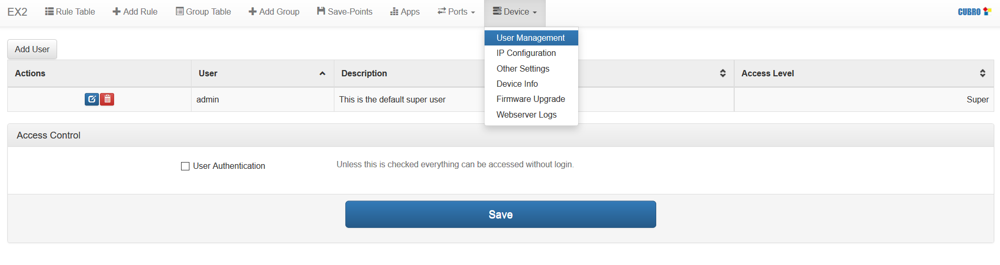 EX2 Rule Table Add Rule Group Table Add Group Save-Points Apps Ports Device CUBRO
User Management
IP Configuration
Other Settings
Device Info
Firmware Upgrade
Webserver Logs
Add User
Actions User Description Access Level
admin This is the default super user Super
Access Control
User Authentication Unless this is checked everything can be accessed without login.
Save